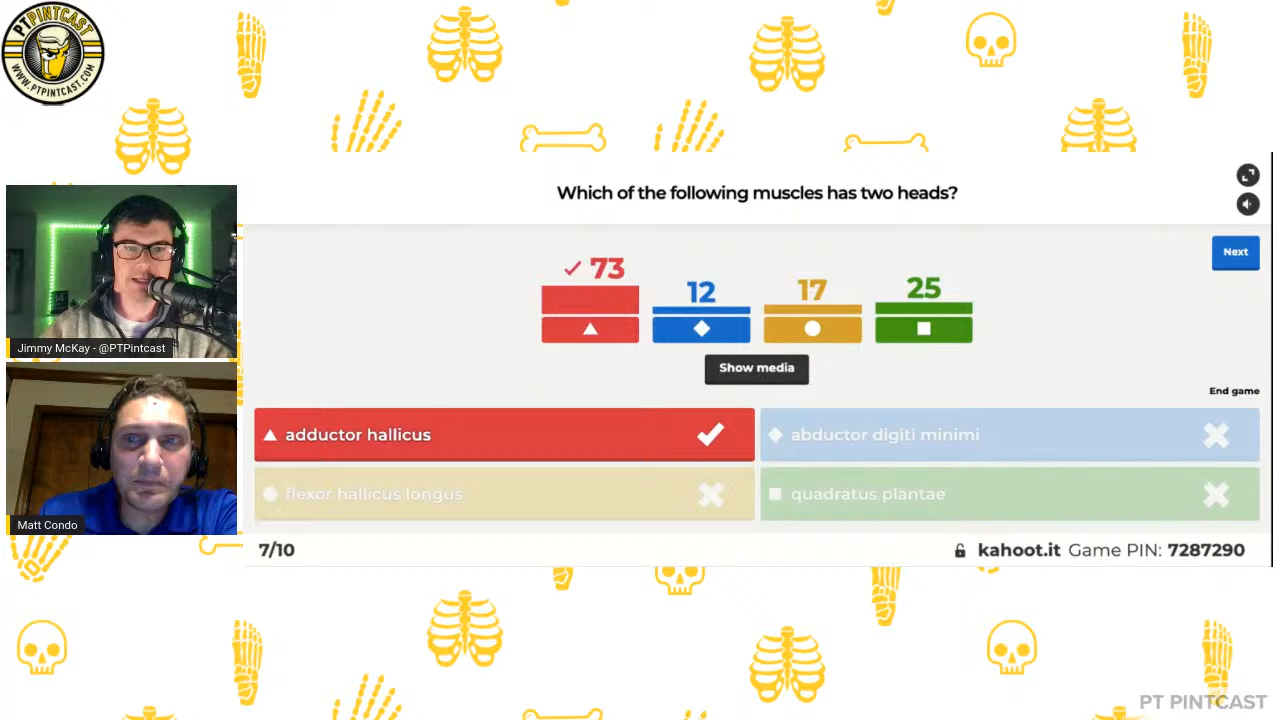 PTPINTCAST
WWW.PTPINTCAST.COM
Which of the following muscles has two heads?
Next
73
12
17
25
Show media
End game
adductor hallicus
abductor digiti minimi
flexor hallicus longus
quadratus plantae
7/10
kahoot.it Game PIN: 7287290
Jimmy McKay - @PTPintcast
Matt Condo
PT PINTCAST